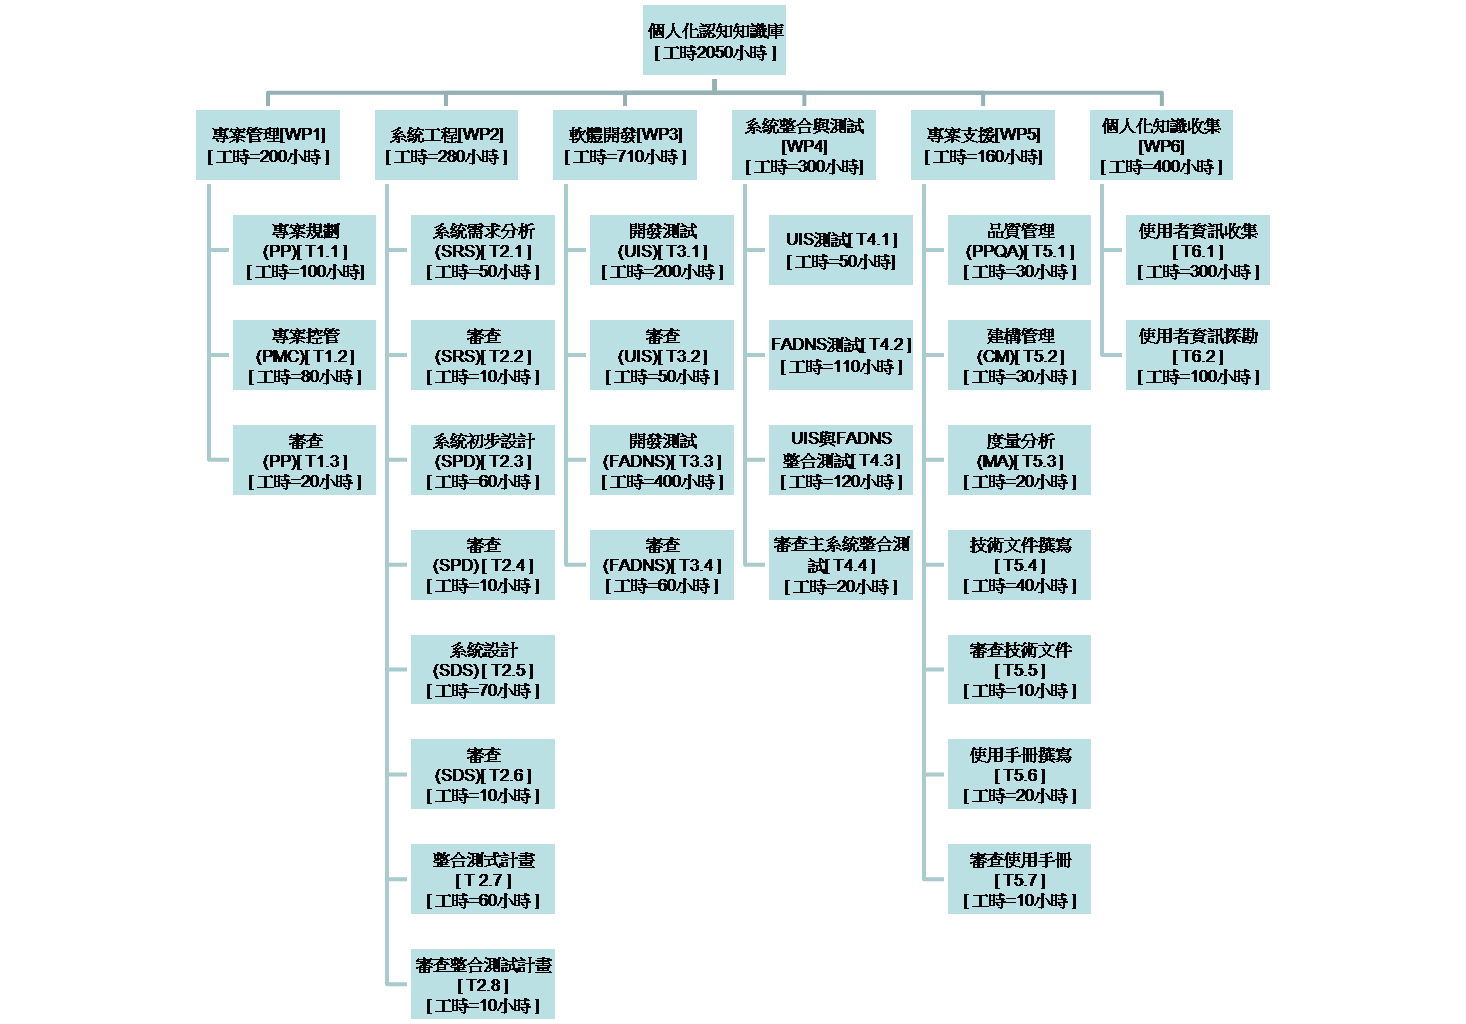 個人化認知知識庫
[ 工時2050小時 ]
專案管理[WP1]
[ 工時=200小時 ]
專案規劃
(PP)[ T1.1 ]
[ 工時=100小時]
專案控管
(PMC)[ T1.2 ]
[ 工時=80小時 ]
審查
(PP)[ T1.3 ]
[ 工時=20小時 ]
系統工程[WP2]
[ 工時=280小時 ]
系統需求分析
(SRS)[ T2.1 ]
[ 工時=50小時 ]
審查
(SRS)[ T2.2 ]
[ 工時=10小時 ]
系統初步設計
(SPD)[ T2.3 ]
[ 工時=60小時 ]
審查
(SPD) [ T2.4 ]
[ 工時=10小時 ]
系統設計
(SDS) [ T2.5 ]
[ 工時=70小時 ]
審查
(SDS)[ T2.6 ]
[ 工時=10小時 ]
整合測式計畫
[ T 2.7 ]
[ 工時=60小時 ]
審查整合測試計畫
[ T2.8 ]
[ 工時=10小時 ]
軟體開發[WP3]
[ 工時=710小時 ]
開發測試
(UIS)[ T3.1 ]
[ 工時=200小時 ]
審查
(UIS)[ T3.2 ]
[ 工時=50小時 ]
開發測試
(FADNS)[ T3.3 ]
[ 工時=400小時 ]
審查
(FADNS)[ T3.4 ]
[ 工時=60小時 ]
系統整合與測試
[WP4]
[ 工時=300小時]
UIS測試[ T4.1 ]
[ 工時=50小時]
FADNS測試[ T4.2 ]
[ 工時=110小時 ]
UIS與FADNS
整合測試[ T4.3 ]
[ 工時=120小時 ]
審查主系統整合測
試[ T4.4 ]
[ 工時=20小時 ]
專案支援[WP5]
[ 工時=160小時]
品質管理
(PPQA)[ T5.1 ]
[ 工時=30小時 ]
建構管理
(CM)[ T5.2 ]
[ 工時=30小時 ]
度量分析
(MA)[ T5.3 ]
[ 工時=20小時 ]
技術文件撰寫
[ T5.4 ]
[ 工時=40小時 ]
審查技術文件
[ T5.5 ]
[ 工時=10小時 ]
使用手冊撰寫
[ T5.6 ]
[ 工時=20小時 ]
審查使用手冊
[ T5.7 ]
[ 工時=10小時 ]
個人化知識收集
[WP6]
[ 工時=400小時 ]
使用者資訊收集
[ T6.1 ]
[ 工時=300小時 ]
使用者資訊探勘
[ T6.2 ]
[ 工時=100小時 ]